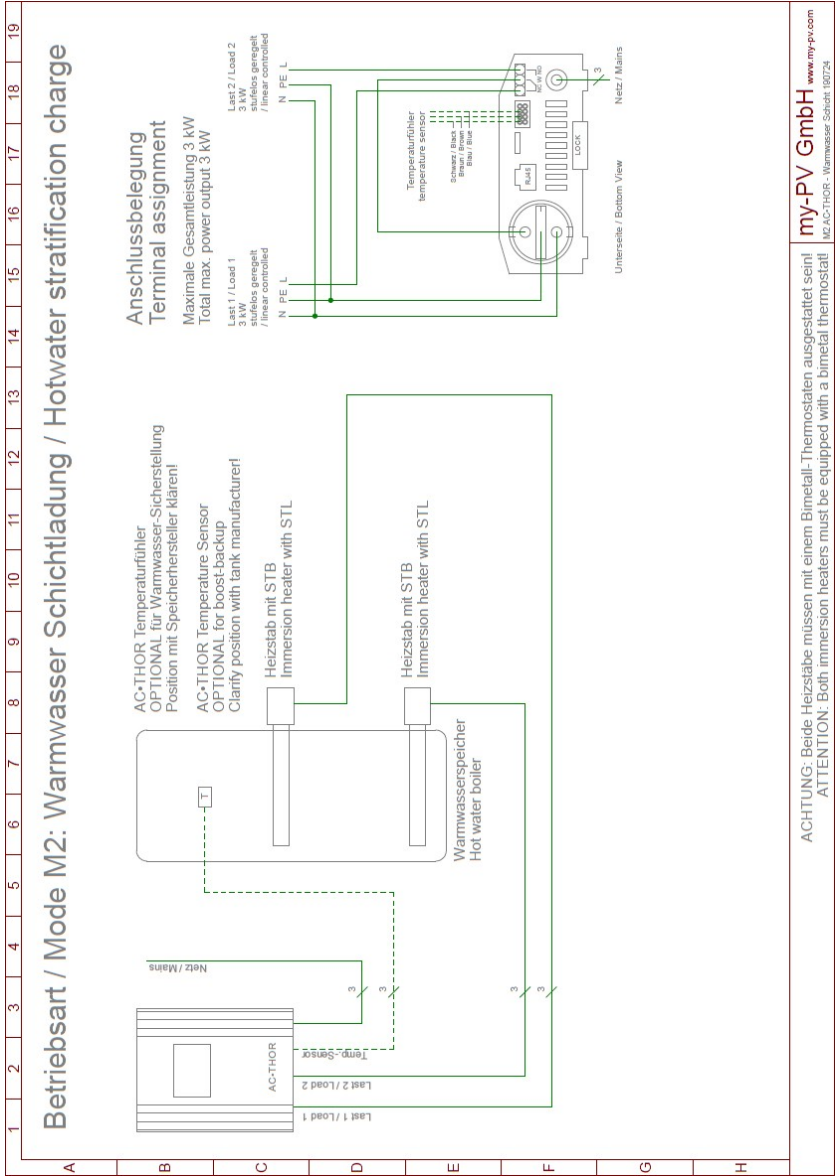 1 2 3 4 5 6 7 8 9 10 11 12 13 14 15 16 17 18 19
A
B
C
D
E
F
G
H
Betriebsart / Mode M2: Warmwasser Schichtladung / Hotwater stratification charge
AC•THOR
Netz / Mains
Temp.-Sensor
Last 2 / Load 2
Last 1 / Load 1
3
3
3
3
T
AC•THOR Temperaturfühler
OPTIONAL für Warmwasser-Sicherstellung
Position mit Speicherhersteller klären!
AC•THOR Temperature Sensor
OPTIONAL for boost-backup
Clarify position with tank manufacturer!
Heizstab mit STB
Immersion heater with STL
Heizstab mit STB
Immersion heater with STL
Warmwasserspeicher
Hot water boiler
Anschlussbelegung
Terminal assignment
Maximale Gesamtleistung 3 kW
Total max. power output 3 kW
Last 1 / Load 1
3 kW
stufelos geregelt
/ linear controlled
N PE L
Last 2 / Load 2
3 kW
stufelos geregelt
/ linear controlled
N PE L
Temperaturfühler
temperature sensor
Schwarz / Black
Braun / Brown
Blau / Blue
RJ45
LOCK
NC W NO
3
Unterseite / Bottom View
Netz / Mains
ACHTUNG: Beide Heizstäbe müssen mit einem Bimetall-Thermostaten ausgestattet sein!
ATTENTION: Both immersion heaters must be equipped with a bimetal thermostat!
my-PV GmbH www.my-pv.com
M2 AC•THOR - Warmwasser Schicht 190724